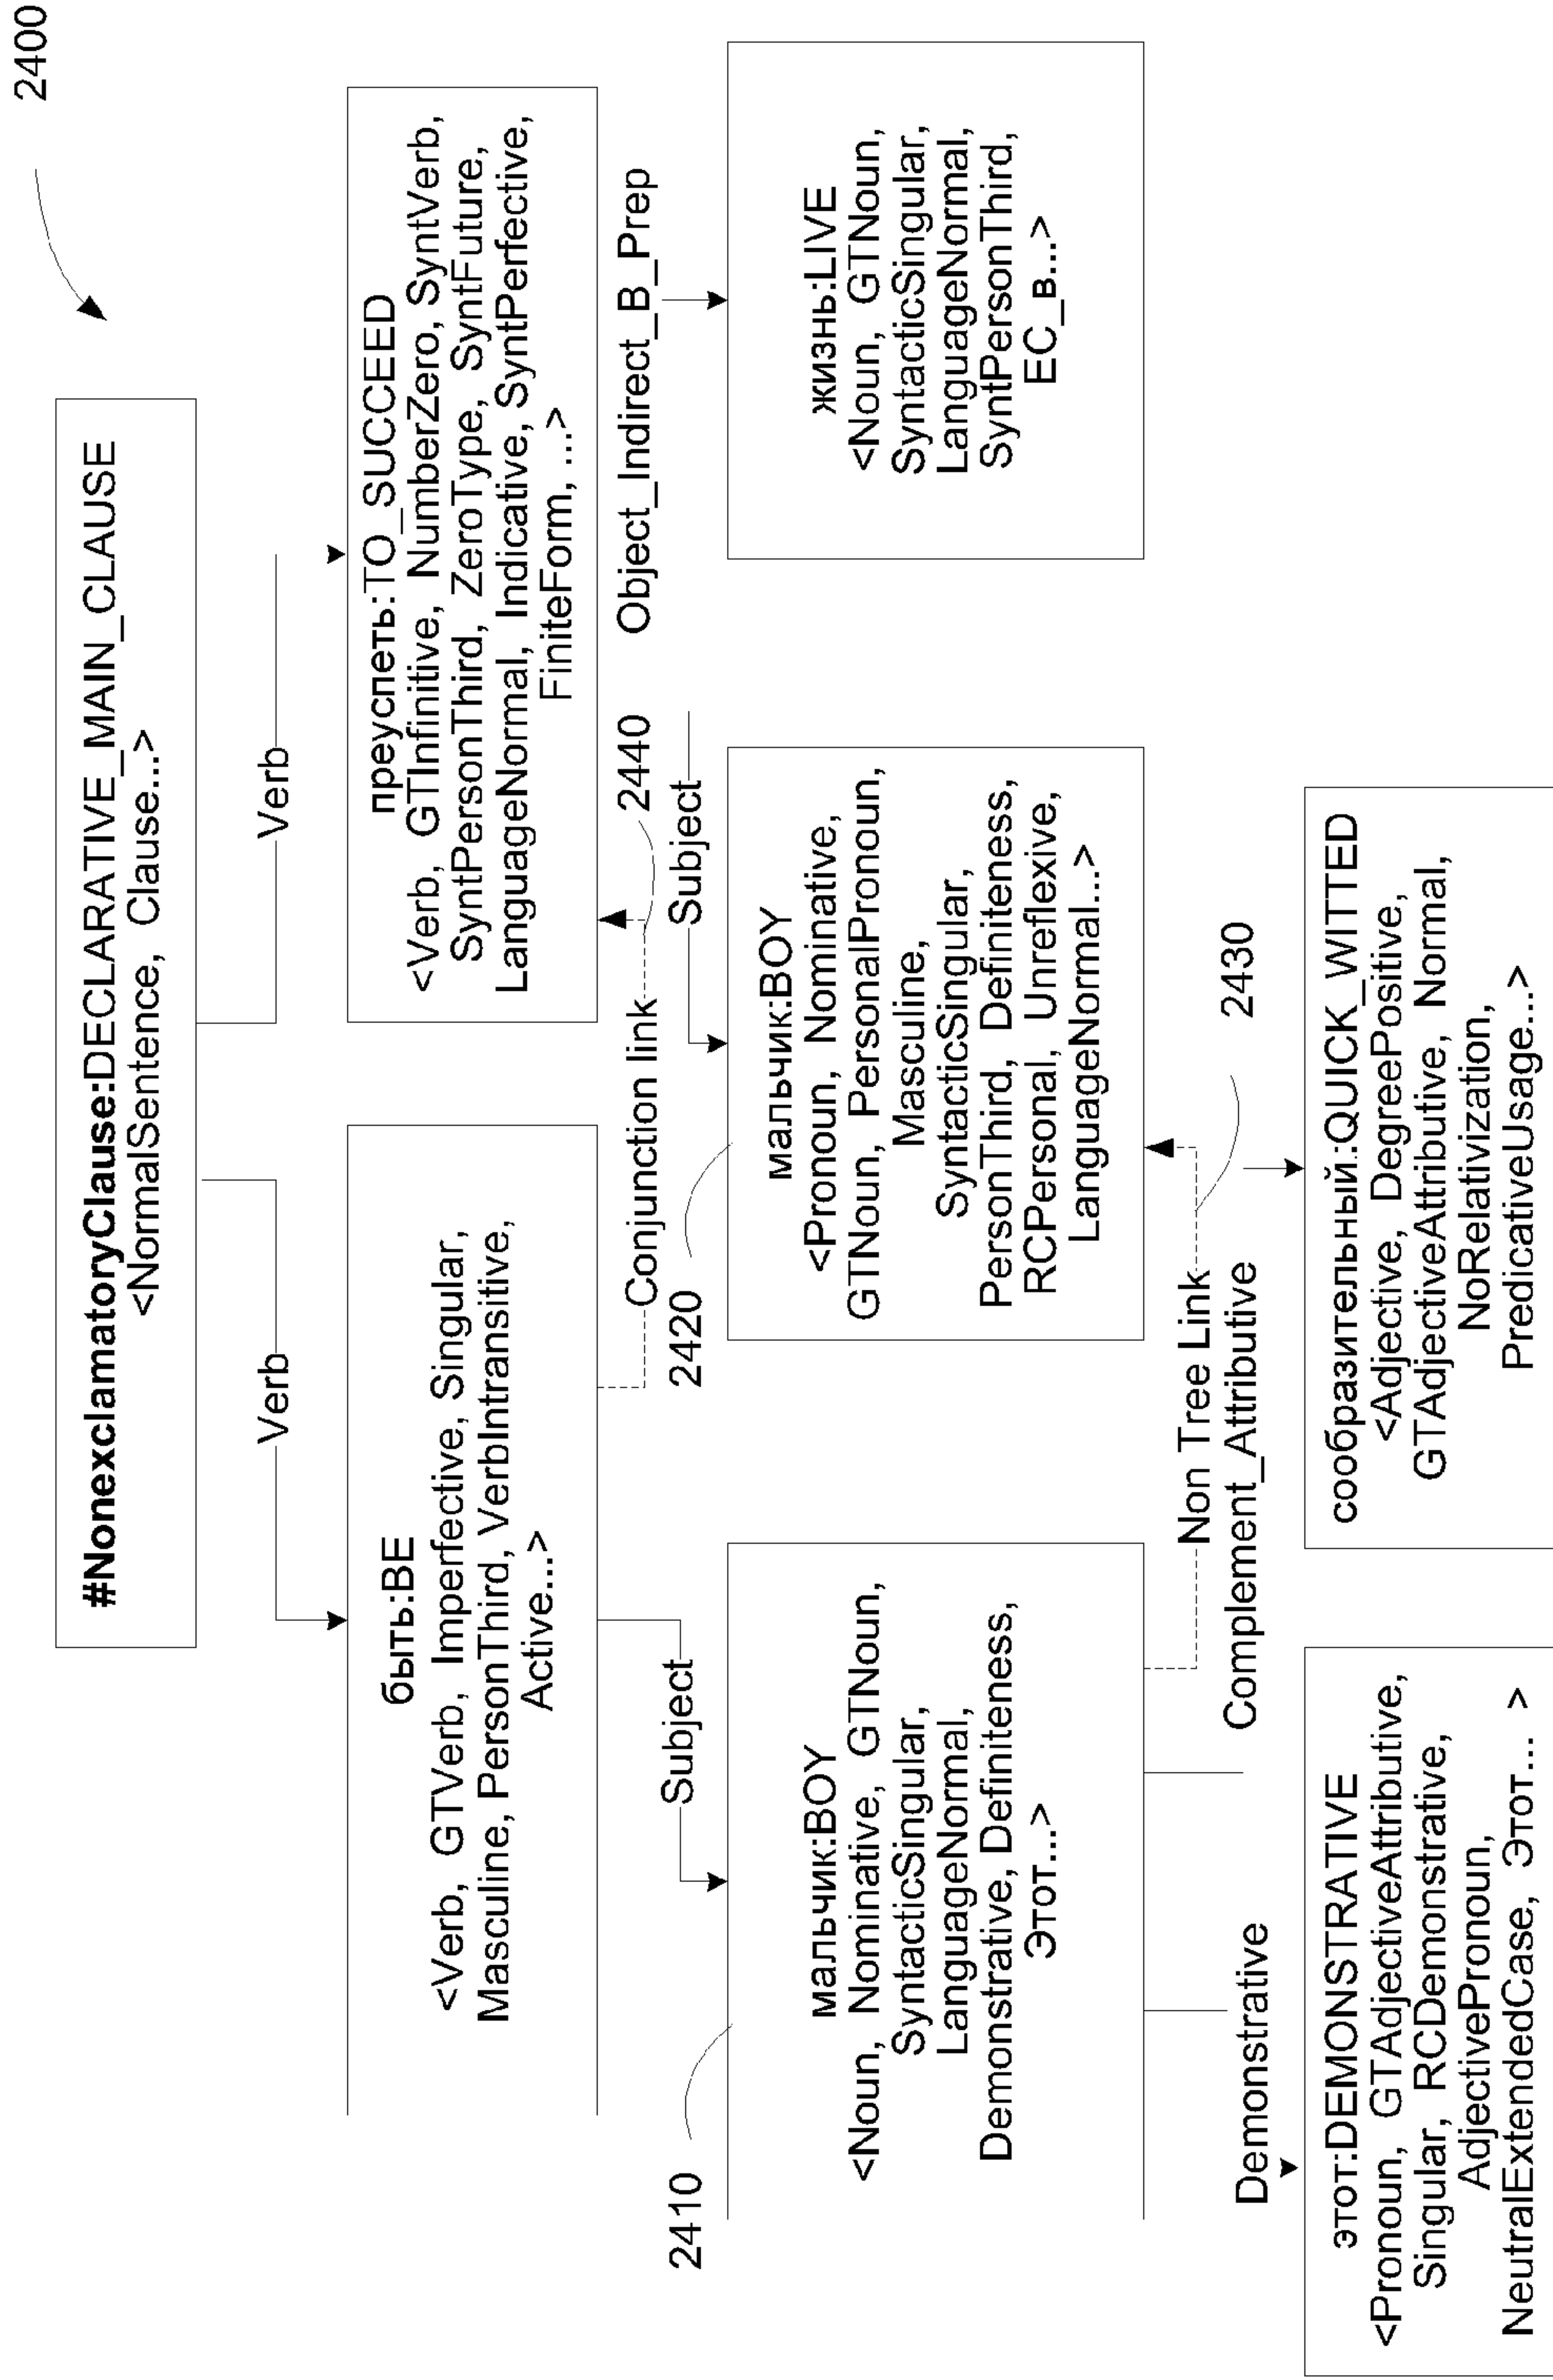 2400
#NonexclamatoryClause:DECLARATIVE_MAIN_CLAUSE
<NormalSentence, Clause...>
Verb
Verb
быть:BE
<Verb, GTVerb, Imperfective, Singular,
Masculine, PersonThird, VerbIntransitive,
Active...>
преуспеть:TO_SUCCEED
<Verb, GTInfinitive, NumberZero, SyntVerb,
SyntPersonThird, ZeroType, SyntFuture,
LanguageNormal, Indicative, SyntPerfective,
FiniteForm, ...>
Conjunction link
2440
Object_Indirect_B_Prep
2410
Subject
2420
Subject
мальчик:BOY
<Noun, Nominative, GTNoun,
SyntacticSingular,
LanguageNormal,
Demonstrative, Definiteness,
Этот...>
мальчик:BOY
<Pronoun, Nominative,
GTNoun, PersonalPronoun,
Masculine,
SyntacticSingular,
PersonThird, Definiteness,
RCPersonal, Unreflexive,
LanguageNormal...>
жизнь:LIVE
<Noun, GTNoun,
SyntacticSingular,
LanguageNormal,
SyntPersonThird,
EC_в...>
Non Tree Link
2430
Demonstrative
Complement_Attributive
этот:DEMONSTRATIVE
<Pronoun, GTAdjectiveAttributive,
Singular, RCDemonstrative,
AdjectivePronoun,
NeutralExtendedCase, Этот... >
сообразительный:QUICK_WITTED
<Adjective, DegreePositive,
GTAdjectiveAttributive, Normal,
NoRelativization,
PredicativeUsage...>